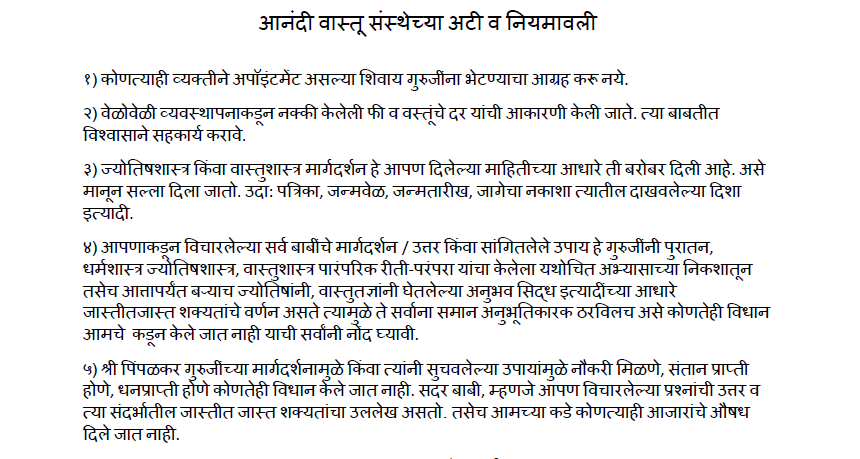 आनंदी वास्तू संस्थेच्या अटी व नियमावली
१) कोणत्याही व्यक्तीने अपॉइंटमेंट असल्या शिवाय गुरुजींना भेटण्याचा आग्रह करू नये.
२) वेळोवेळी व्यवस्थापनाकडून नक्की केलेली फी व वस्तूंचे दर यांची आकारणी केली जाते. त्या बाबतीत
विश्वासाने सहकार्य करावे.
३) ज्योतिषशास्त्र किंवा वास्तुशास्त्र मार्गदर्शन हे आपण दिलेल्या माहितीच्या आधारे ती बरोबर दिली आहे. असे
मानून सल्ला दिला जातो. उदा: पत्रिका, जन्मवेळ, जन्मतारीख, जागेचा नकाशा त्यातील दाखवलेल्या दिशा
इत्यादी.
४) आपणाकडून विचारलेल्या सर्व बाबींचे मार्गदर्शन / उत्तर किंवा सांगितलेले उपाय हे गुरुजींनी पुरातन,
धर्मशास्त्र ज्योतिषशास्त्र, वास्तुशास्त्र पारंपरिक रीती-परंपरा यांचा केलेला यथोचित अभ्यासाच्या निकशातून
तसेच आत्तापर्यंत बऱ्याच ज्योतिषांनी, वास्तुतज्ञांनी घेतलेल्या अनुभव सिद्ध इत्यादींच्या आधारे
जास्तीतजास्त शक्यतांचे वर्णन असते त्यामुळे ते सर्वाना समान अनुभूतिकारक ठरविलच असे कोणतेही विधान
आमचे कडून केले जात नाही याची सर्वांनी नोंद घ्यावी.
५) श्री पिंपळकर गुरुजींच्या मार्गदर्शनामुळे किंवा त्यांनी सुचवलेल्या उपायांमुळे नौकरी मिळणे, संतान प्राप्ती
होणे, धनप्राप्ती होणे कोणतेही विधान केले जात नाही. सदर बाबी, म्हणजे आपण विचारलेल्या प्रश्नांची उत्तर व
त्या संदर्भातील जास्तीत जास्त शक्यतांचा उललेख असतो. तसेच आमच्या कडे कोणत्याही आजारांचे औषध
दिले जात नाही.